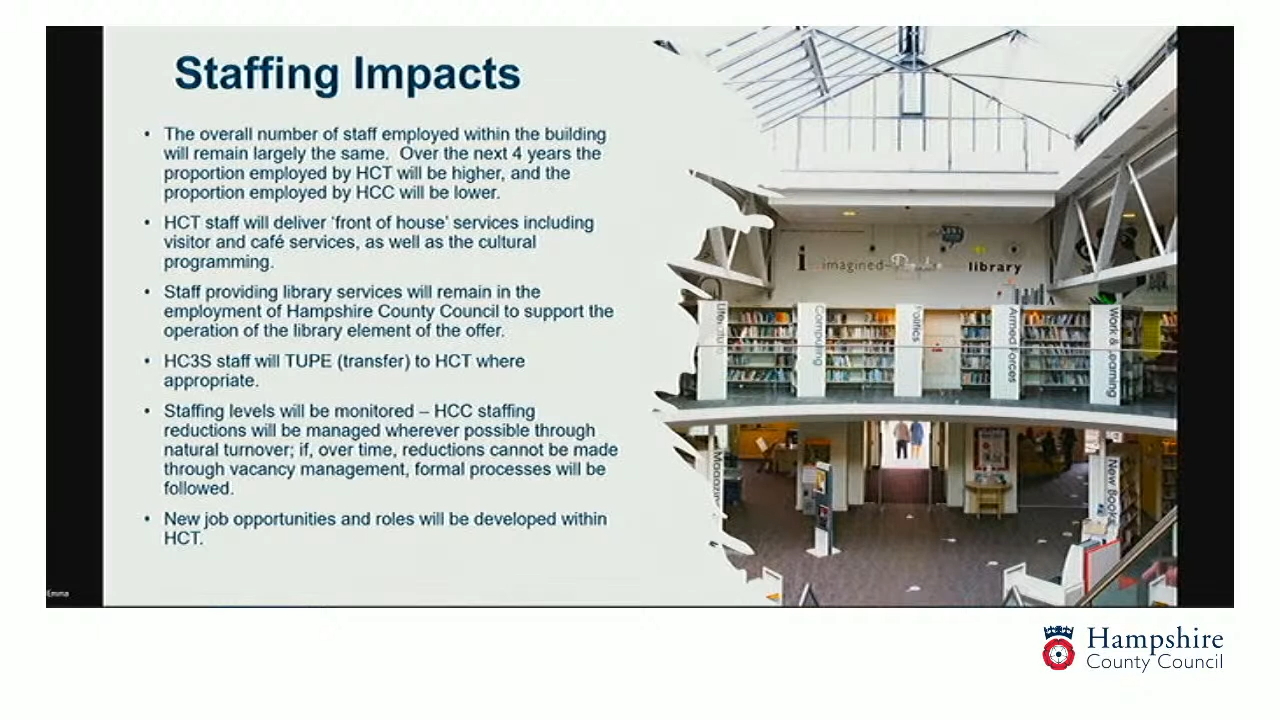 Staffing Impacts
• The overall number of staff employed within the building
will remain largely the same.  Over the next 4 years the
proportion employed by HCT will be higher, and the
proportion employed by HCC will be lower.
• HCT staff will deliver ‘front of house’ services including
visitor and café services, as well as the cultural
programming.
• Staff providing library services will remain in the
employment of Hampshire County Council to support the
operation of the library element of the offer.
• HC3S staff will TUPE (transfer) to HCT where
appropriate.
• Staffing levels will be monitored – HCC staffing
reductions will be managed wherever possible through
natural turnover; if, over time, reductions cannot be made
through vacancy management, formal processes will be
followed.
• New job opportunities and roles will be developed within
HCT.
i imagined library
Computing
Politics
Armed Forces
Work & Learning
New Books
Emma
Hampshire
County Council